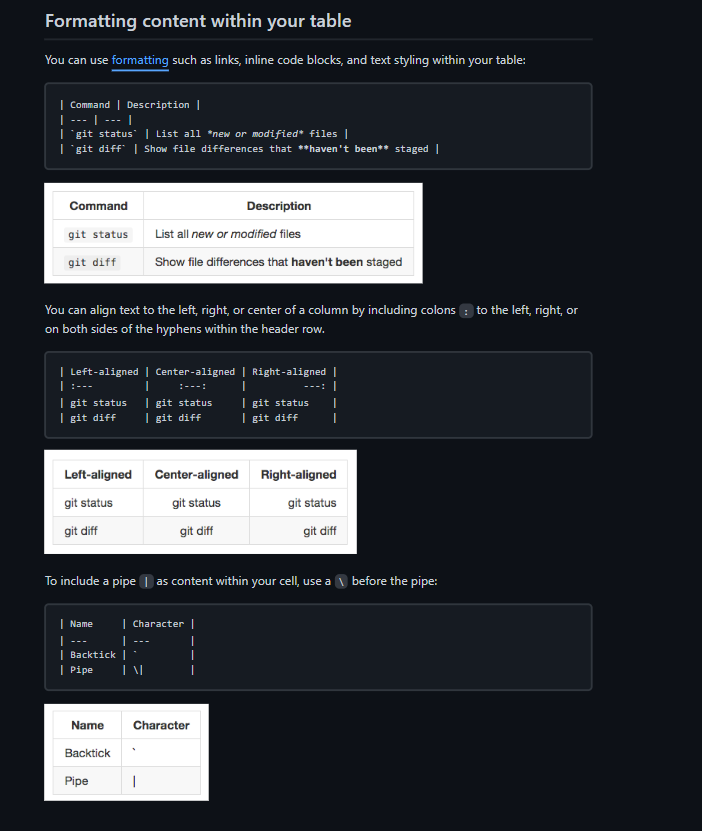 Formatting content within your table
You can use formatting such as links, inline code blocks, and text styling within your table:
| Command | Description |
| --- | --- |
| `git status` | List all *new or modified* files |
| `git diff` | Show file differences that **haven't been** staged |
Command Description
git status List all new or modified files
git diff Show file differences that haven't been staged
You can align text to the left, right, or center of a column by including colons : to the left, right, or
on both sides of the hyphens within the header row.
| Left-aligned | Center-aligned | Right-aligned |
| :---         |     :---:      |          ---: |
| git status   | git status     | git status    |
| git diff     | git diff       | git diff      |
Left-aligned Center-aligned Right-aligned
git status git status git status
git diff git diff git diff
To include a pipe | as content within your cell, use a \ before the pipe:
| Name     | Character |
| ---      | ---       |
| Backtick | `         |
| Pipe     | \|        |
Name Character
Backtick `
Pipe |